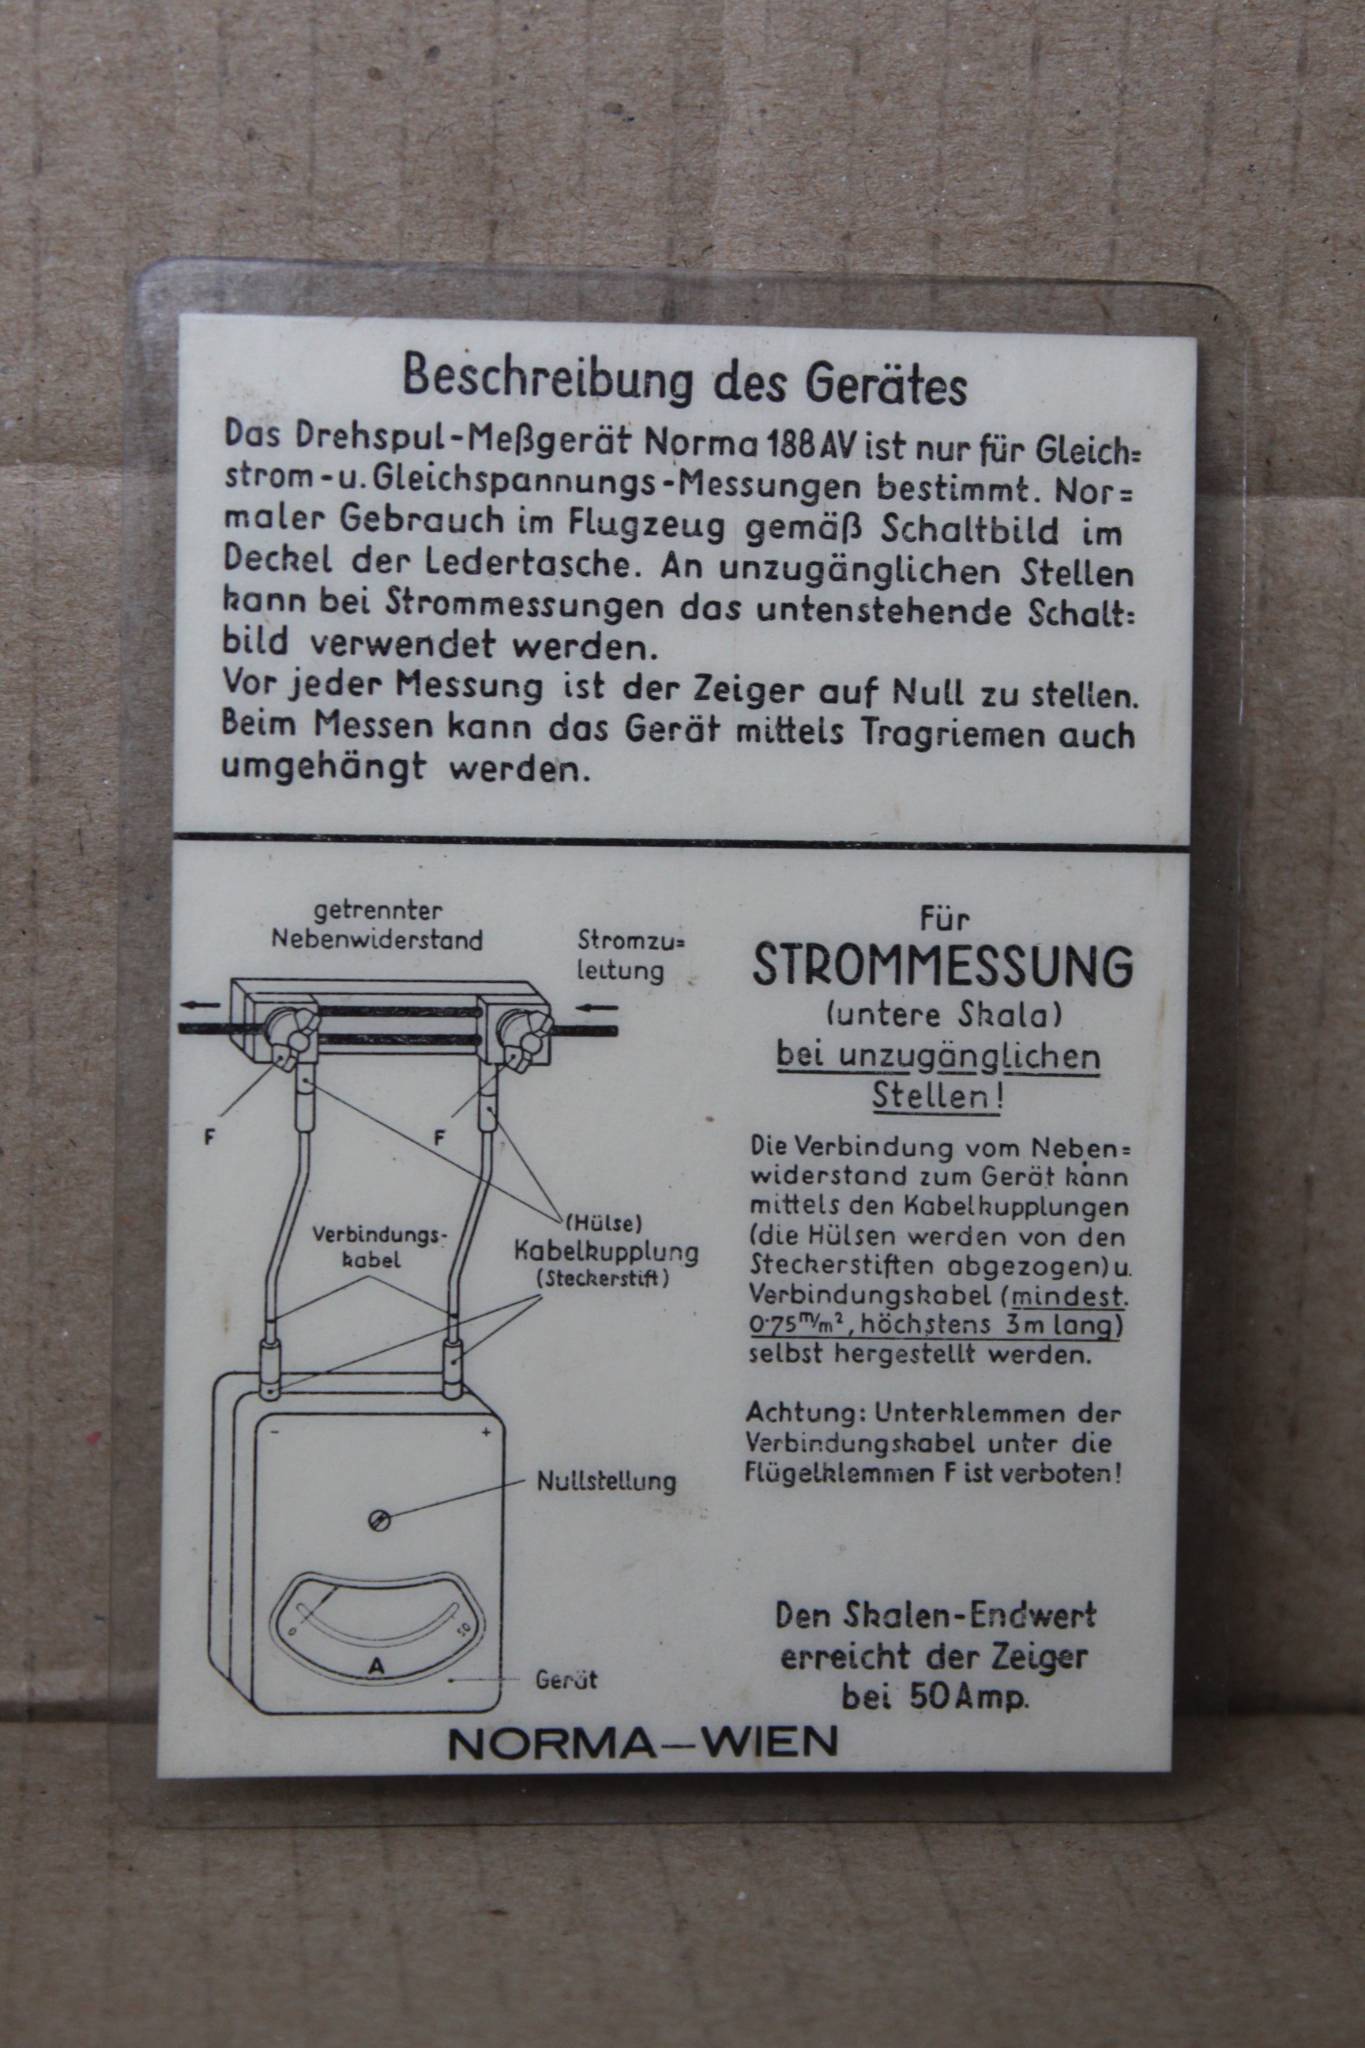 Beschreibung des Gerätes
Das Drehspul-Meßgerät Norma 188 AV ist nur für Gleich=
strom-u. Gleichspannungs-Messungen bestimmt. Nor=
maler Gebrauch im Flugzeug gemäß Schaltbild im
Deckel der Ledertasche. An unzugänglichen Stellen
kann bei Strommessungen das untenstehende Schalt=
bild verwendet werden.
Vor jeder Messung ist der Zeiger auf Null zu stellen.
Beim Messen kann das Gerät mittels Tragriemen auch
umgehängt werden.
getrennter
Nebenwiderstand
Stromzu=
leitung
F
F
Verbindungs-
kabel
(Hülse)
Kabelkupplung
(Steckerstift)
-
+
Nullstellung
0
50
A
Gerät
Für
STROMMESSUNG
(untere Skala)
bei unzugänglichen
Stellen!
Die Verbindung vom Neben=
widerstand zum Gerät kann
mittels den Kabelkupplungen
(die Hülsen werden von den
Steckerstiften abgezogen) u.
Verbindungskabel (mindest.
0·75 m/m², höchstens 3m lang)
selbst hergestellt werden.
Achtung: Unterklemmen der
Verbindungskabel unter die
Flügelklemmen F ist verboten!
Den Skalen-Endwert
erreicht der Zeiger
bei 50 Amp.
NORMA—WIEN